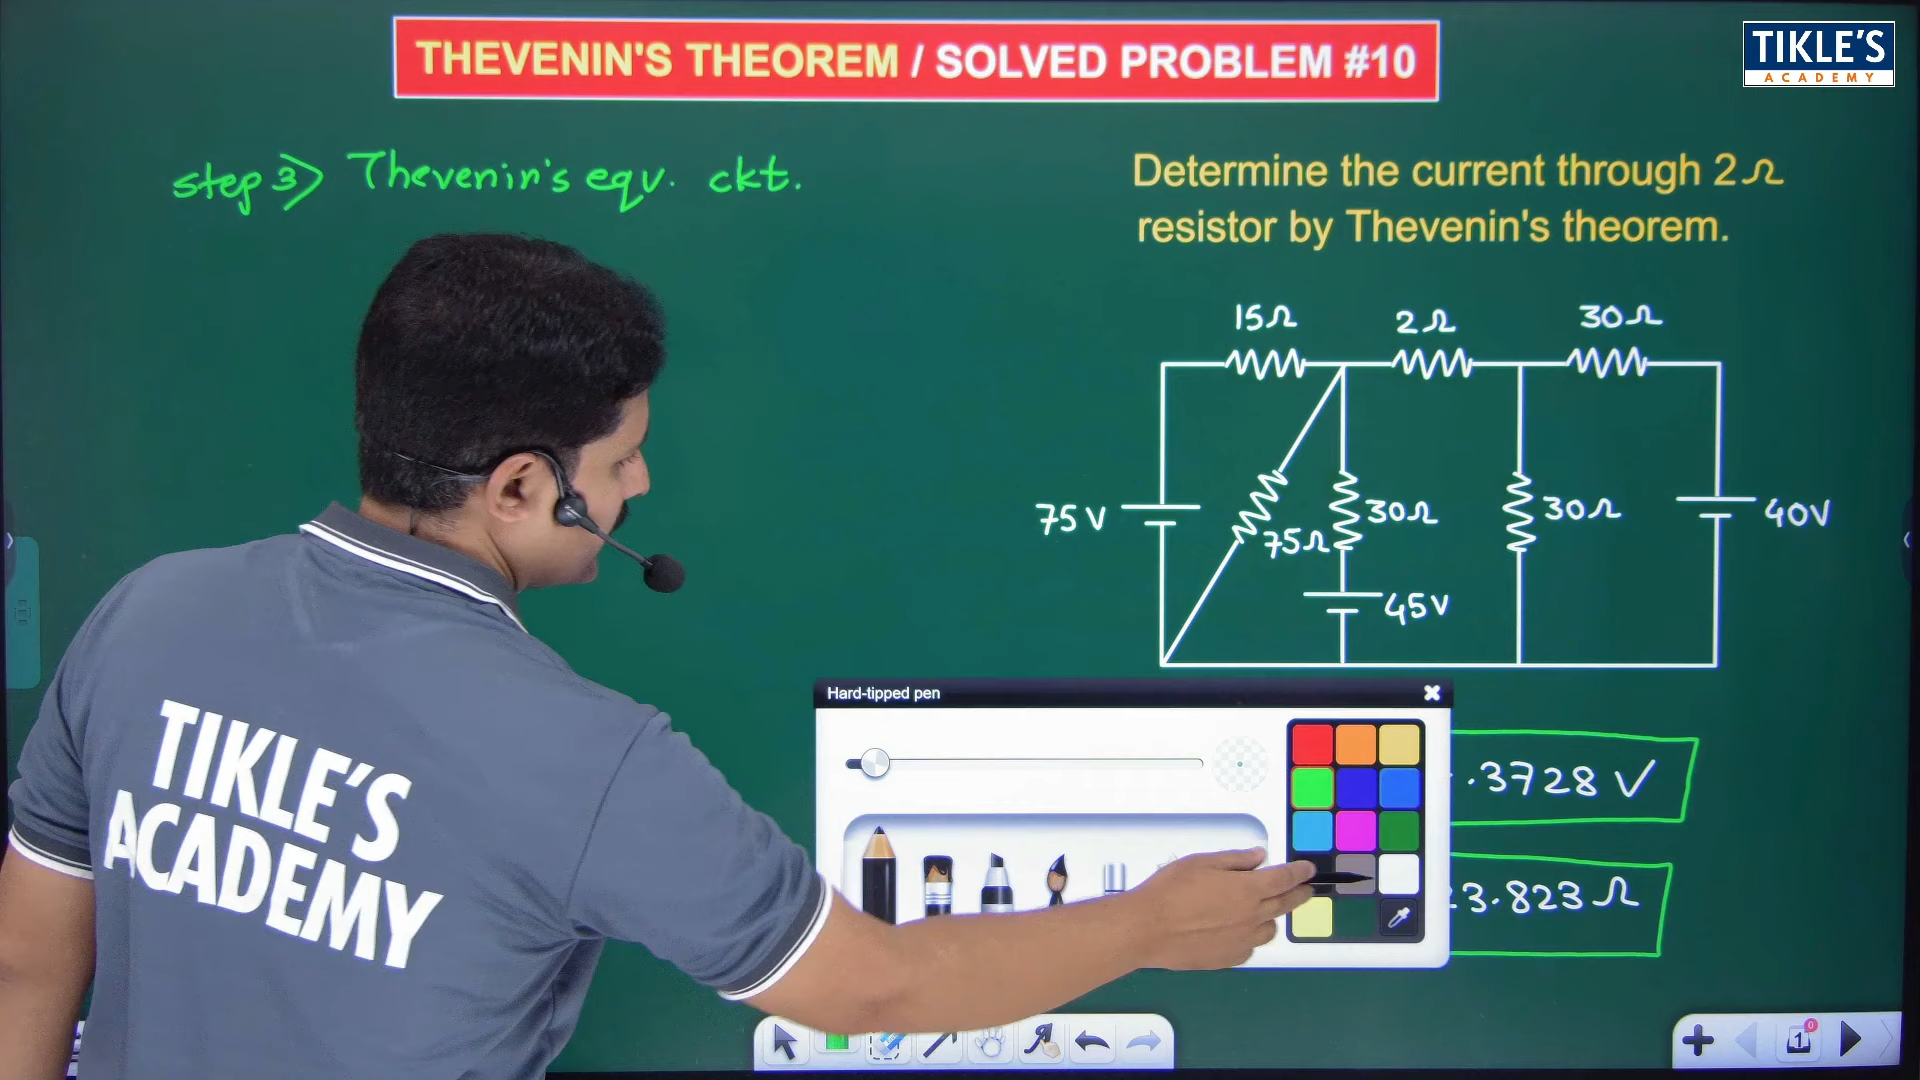 THEVENIN'S THEOREM / SOLVED PROBLEM #10
TIKLE'S
ACADEMY
step 3> Thevenin's eqv. ckt.
Determine the current through 2Ω
resistor by Thevenin's theorem.
15Ω 2Ω 30Ω
75V 75Ω 30Ω 30Ω 40V
45V
Hard-tipped pen
.3728 V
3.823 Ω
TIKLE'S
ACADEMY
1
0